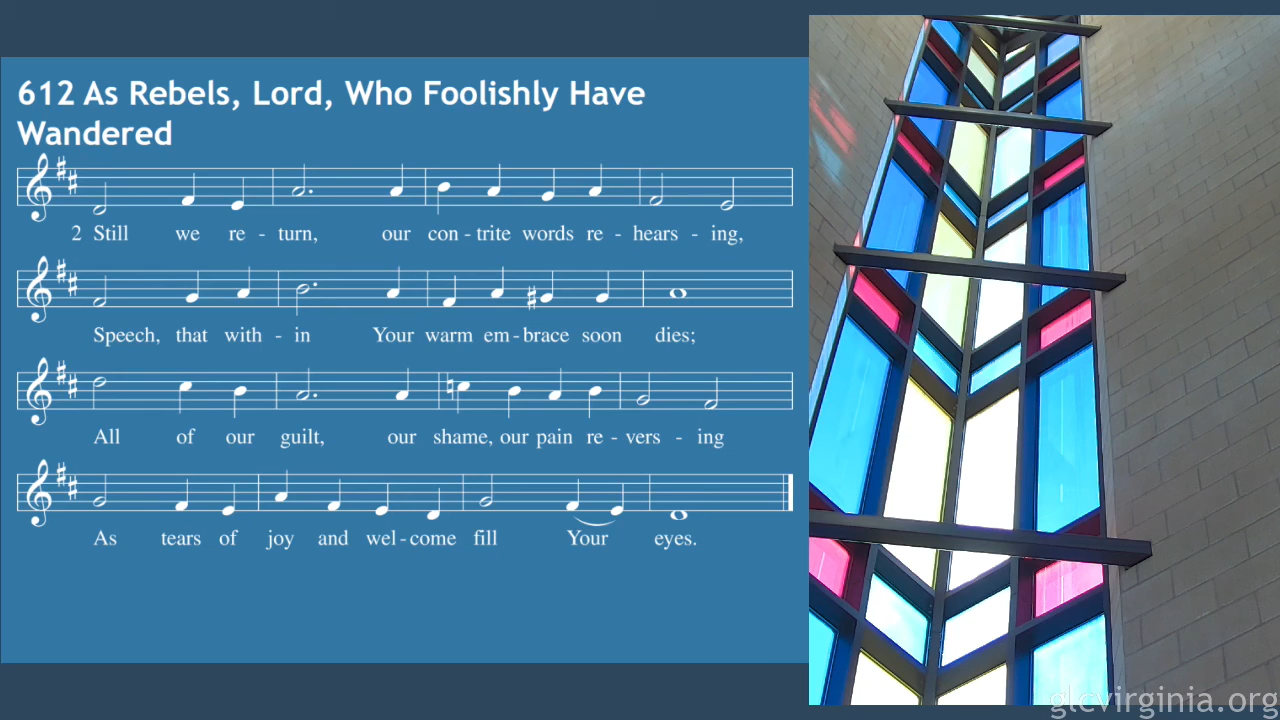 612 As Rebels, Lord, Who Foolishly Have
Wandered
2 Still we re - turn, our con - trite words re - hears - ing,
Speech, that with - in Your warm em - brace soon dies;
All of our guilt, our shame, our pain re - vers - ing
As tears of joy and wel - come fill Your eyes.
glcvirginia.org